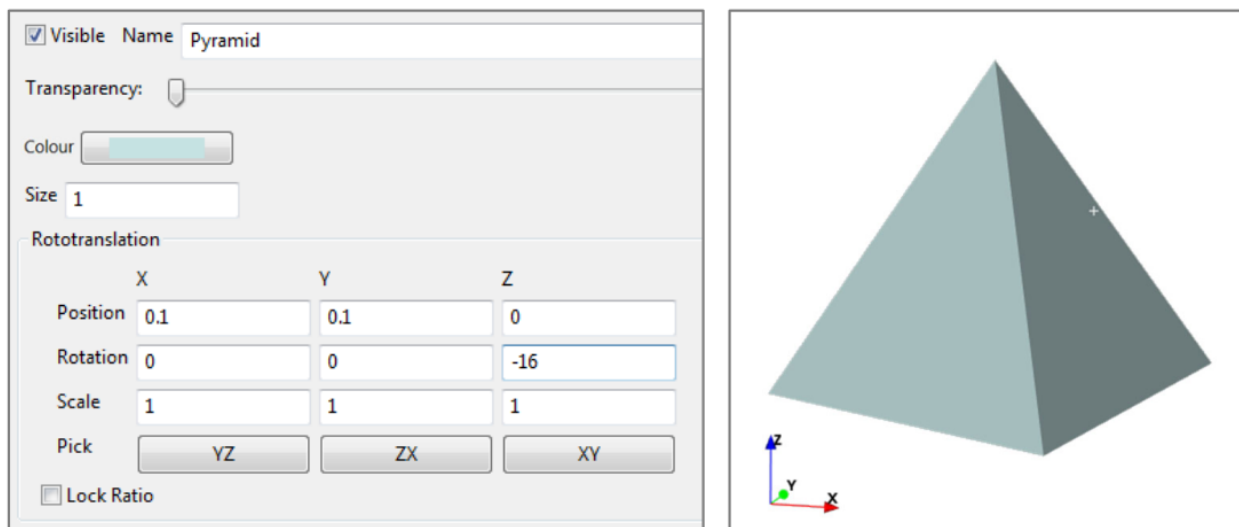 Visible Name Pyramid
Transparency:
Colour
Size 1
Rototranslation
X Y Z
Position 0.1 0.1 0
Rotation 0 0 -16
Scale 1 1 1
Pick YZ ZX XY
Lock Ratio
Z
Y
X